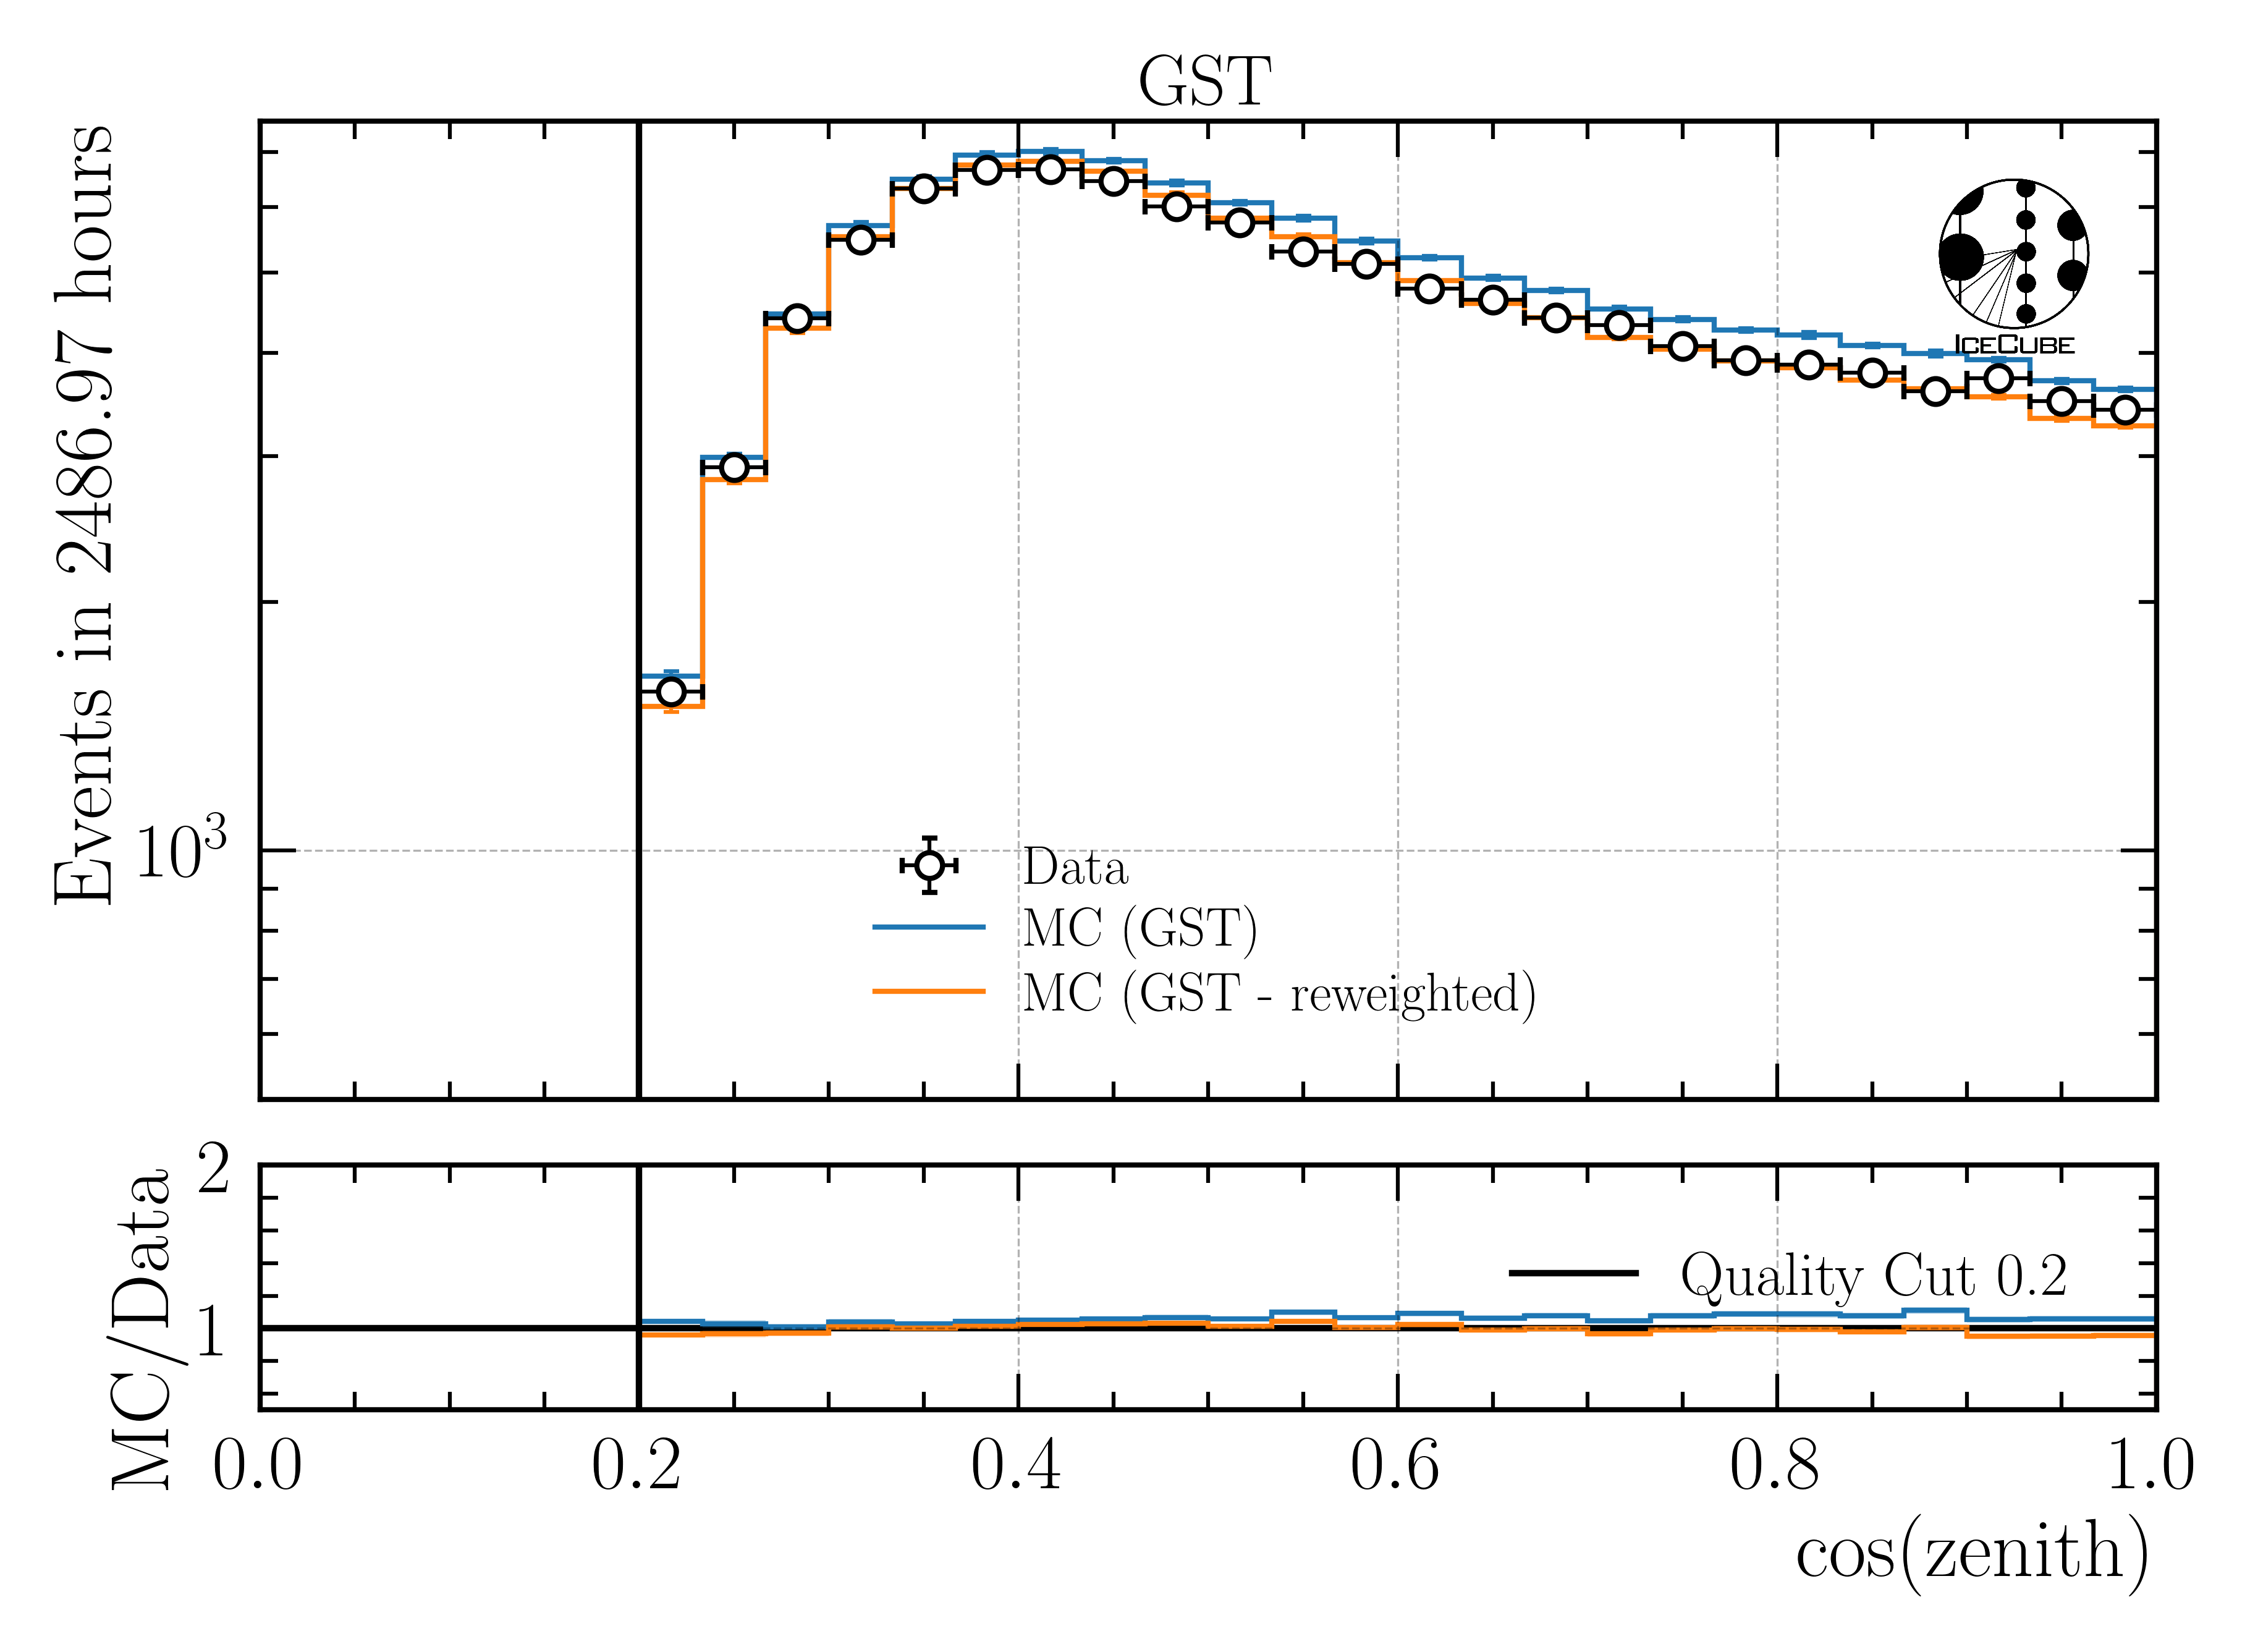 GST
Events in 2486.97 hours
10³
Data
MC (GST)
MC (GST - reweighted)
ICECUBE
MC/Data
2
1
Quality Cut 0.2
0.0 0.2 0.4 0.6 0.8 1.0
cos(zenith)